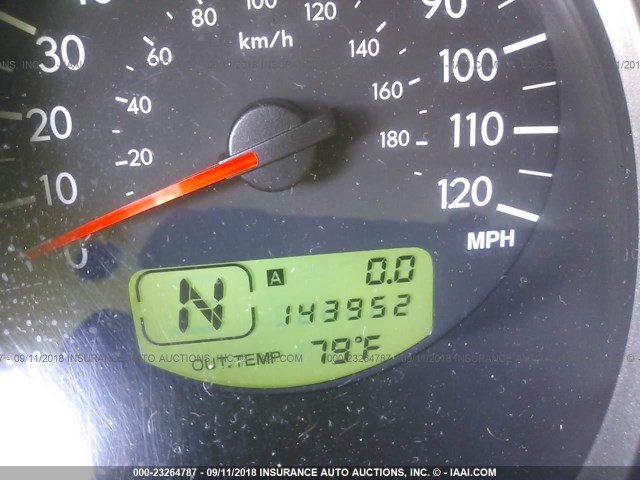 80 100 120
90
km/h
30 60 140 100
40 160
20 180 110
20
10 120
0 MPH
A 0.0
N 143952
OUT.TEMP 79°F
000-23264787 - 09/11/2018 INSURANCE AUTO AUCTIONS, INC. © - IAAI.COM